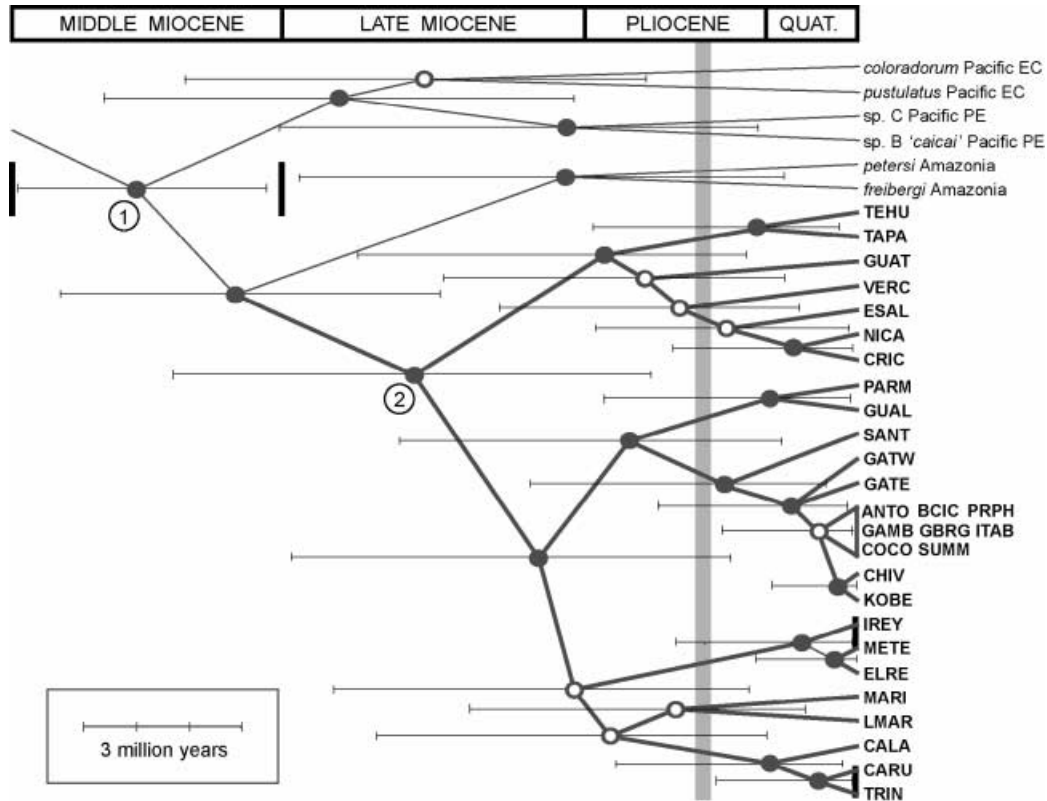 MIDDLE MIOCENE LATE MIOCENE PLIOCENE QUAT.
coloradorum Pacific EC
pustulatus Pacific EC
sp. C Pacific PE
sp. B 'caicai' Pacific PE
petersi Amazonia
freibergi Amazonia
1
TEHU
TAPA
GUAT
VERC
ESAL
NICA
CRIC
2
PARM
GUAL
SANT
GATW
GATE
ANTO BCIC PRPH
GAMB GBRG ITAB
COCO SUMM
CHIV
KOBE
IREY
METE
ELRE
MARI
LMAR
CALA
CARU
TRIN
3 million years